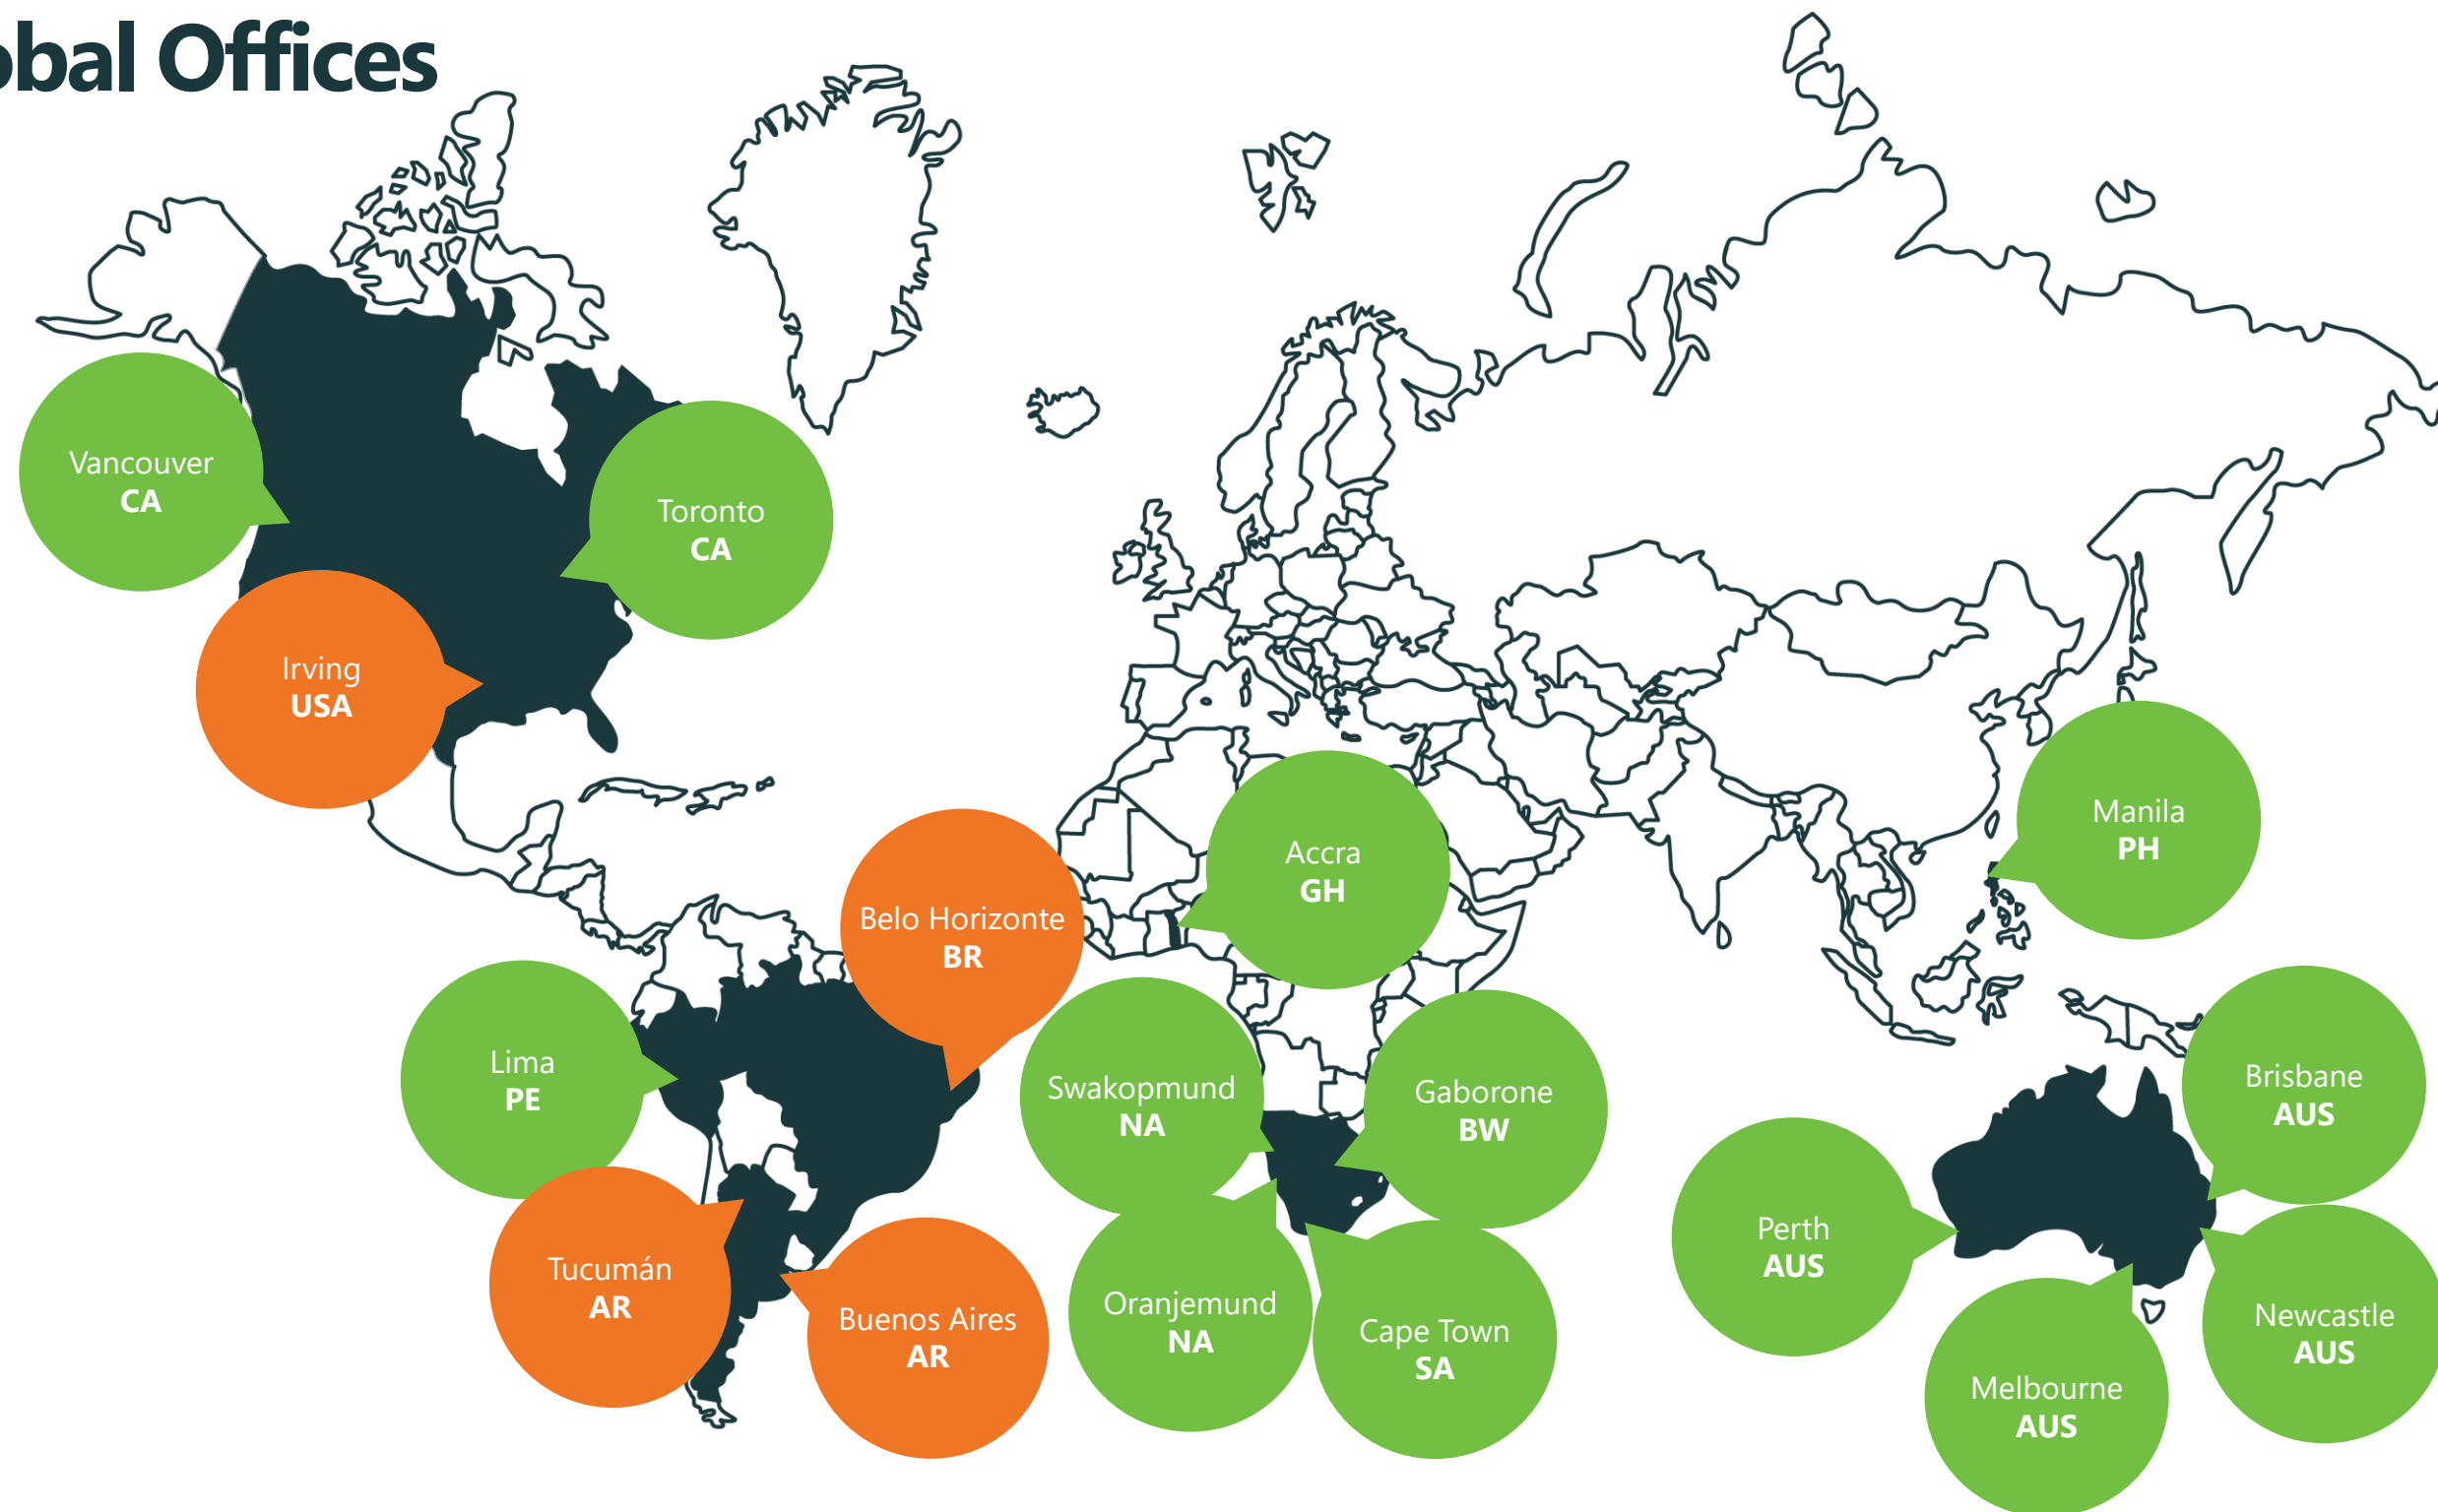 obal Offices
Vancouver
CA
Toronto
CA
Irving
USA
Manila
PH
Accra
GH
Belo Horizonte
BR
Lima
PE
Swakopmund
NA
Gaborone
BW
Brisbane
AUS
Perth
AUS
Tucumán
AR
Buenos Aires
AR
Oranjemund
NA
Cape Town
SA
Newcastle
AUS
Melbourne
AUS